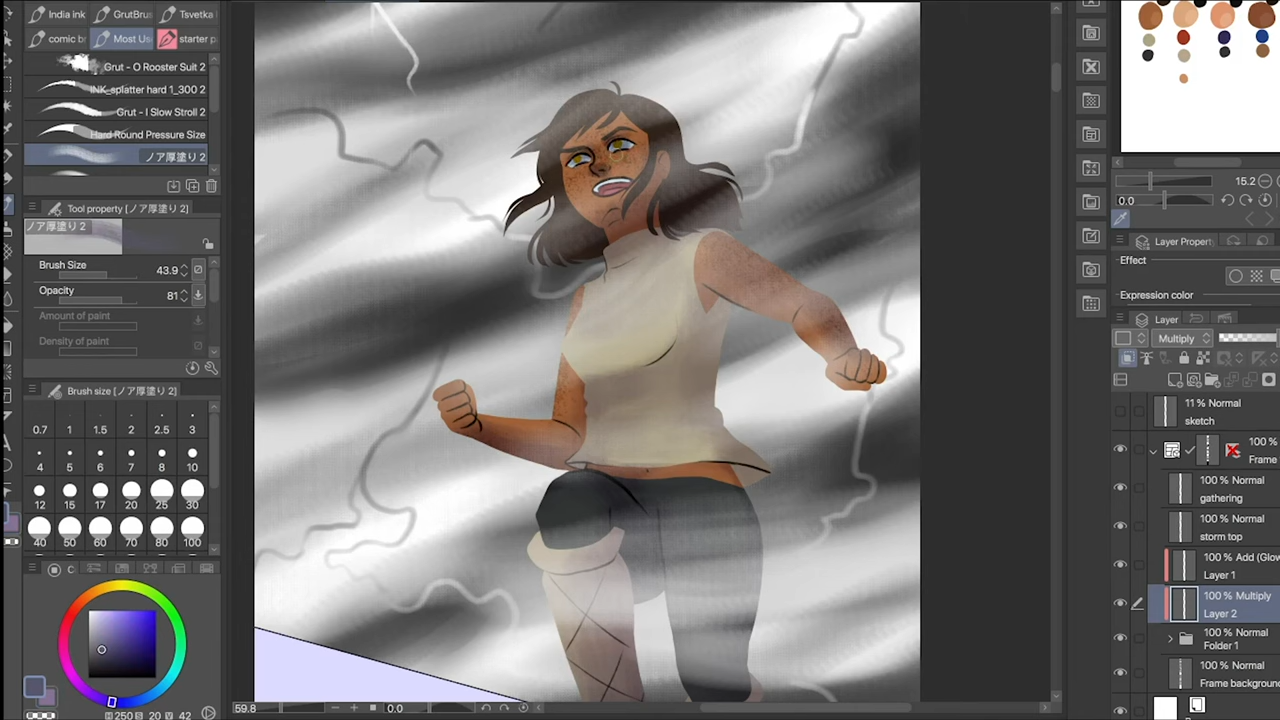 India ink
GrutBru
Tsvetka
comic br
Most Us
starter p
Grut - O Rooster Suit 2
INK_splatter hard 1_300 2
Grut - I Slow Stroll 2
Hard Round Pressure Size
ノア厚塗り 2
Tool property [ノア厚塗り 2]
ノア厚塗り 2
Brush Size
43.9
Opacity
81
Amount of paint
Density of paint
Brush size [ノア厚塗り 2]
0.7 1 1.5 2 2.5 3
4 5 6 7 8 10
12 15 17 20 25 30
40 50 60 70 80 100
C
H 250 S 20 V 42
59.8
0.0
15.2
0.0
Layer Propert
Effect
Expression color
Layer
Multiply
11 % Normal
sketch
100 %
Frame
100 % Normal
gathering
100 % Normal
storm top
100 % Add (Glow
Layer 1
100 % Multiply
Layer 2
100 % Normal
Folder 1
100 % Normal
Frame background